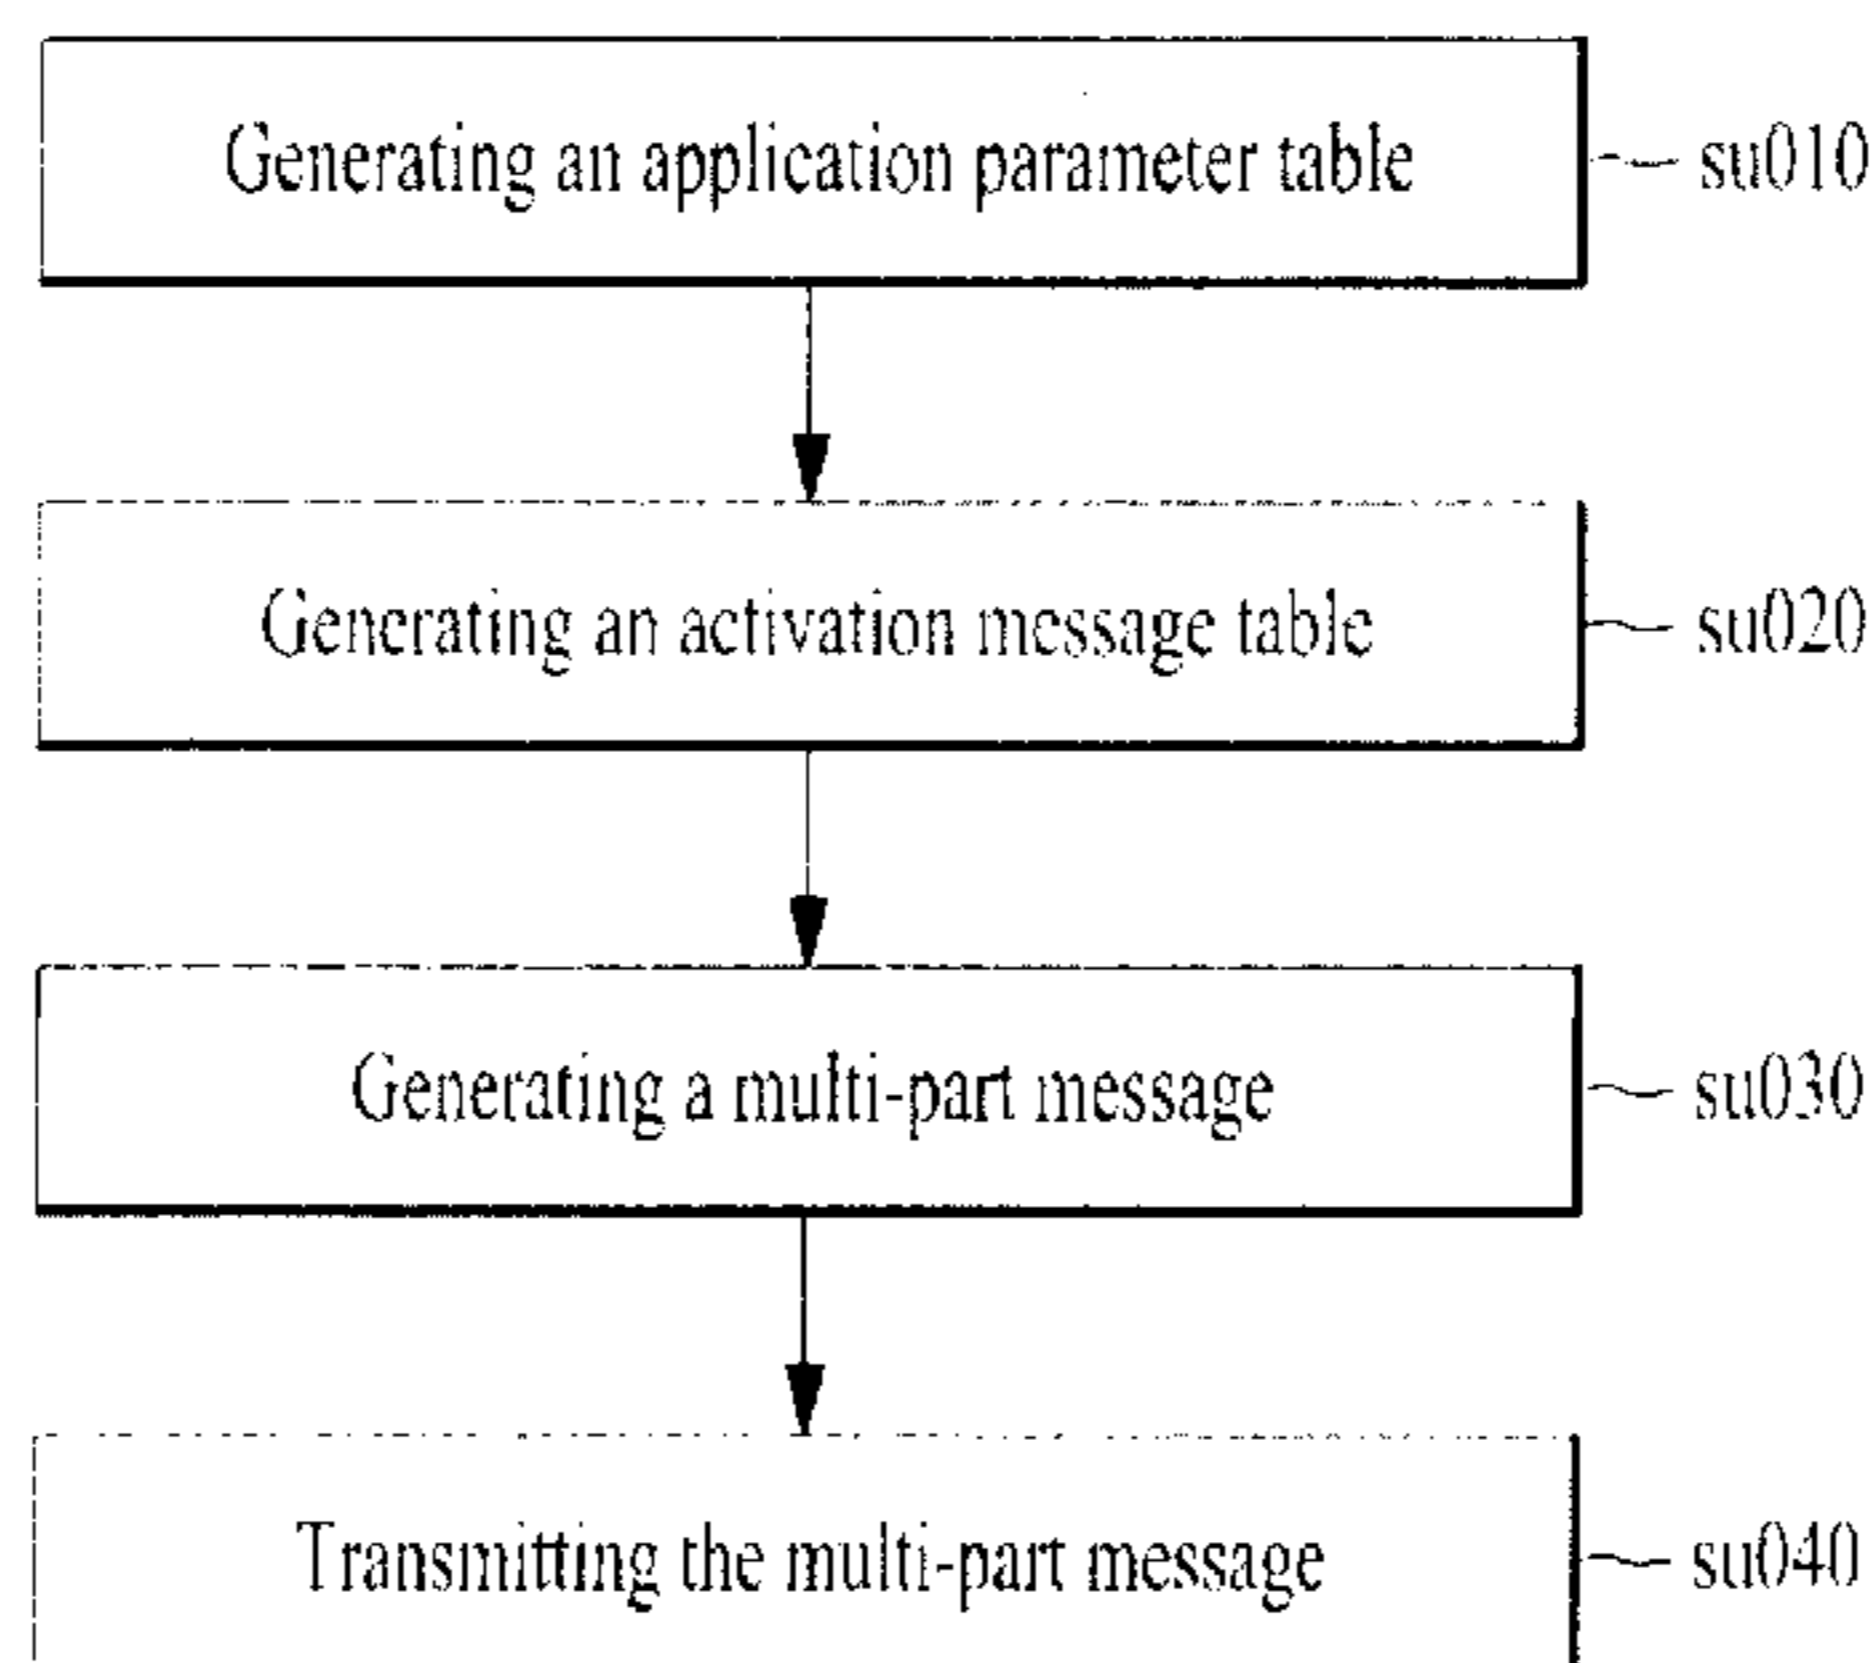 Generating an application parameter table su010
Generating an activation message table su020
Generating a multi-part message su030
Transmitting the multi-part message su040